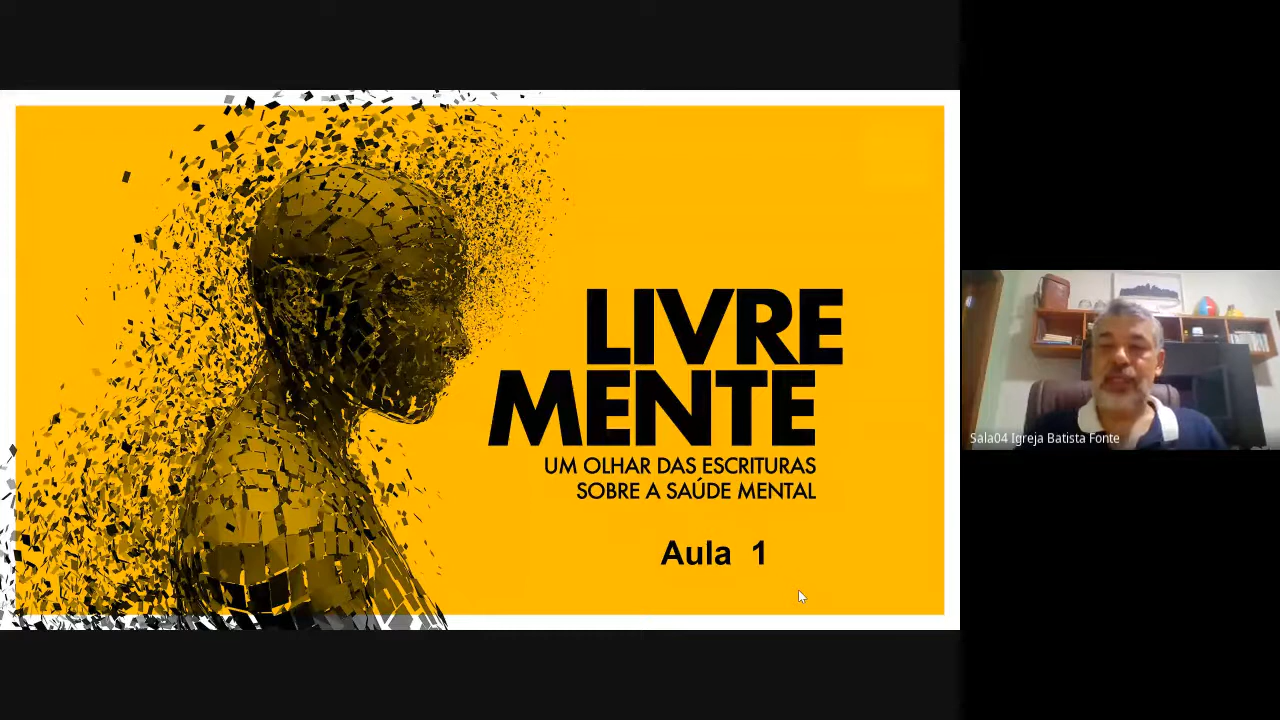 LIVRE
MENTE
UM OLHAR DAS ESCRITURAS
SOBRE A SAÚDE MENTAL
Aula 1
Sala04 Igreja Batista Fonte